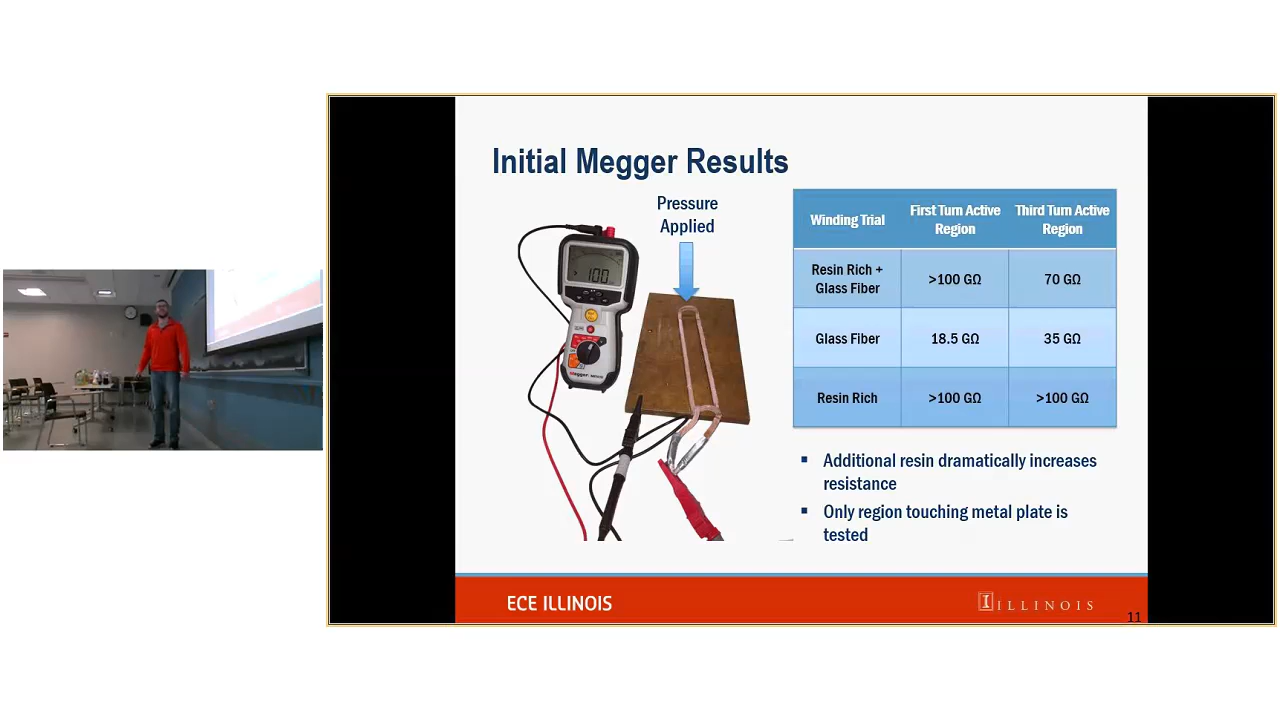 Initial Megger Results
Pressure
Applied
100
Winding Trial
First Turn Active
Region
Third Turn Active
Region
Resin Rich +
Glass Fiber
>100 GΩ
70 GΩ
Glass Fiber
18.5 GΩ
35 GΩ
Resin Rich
>100 GΩ
>100 GΩ
▪ Additional resin dramatically increases
resistance
▪ Only region touching metal plate is
tested
ECE ILLINOIS
I ILLINOIS
11